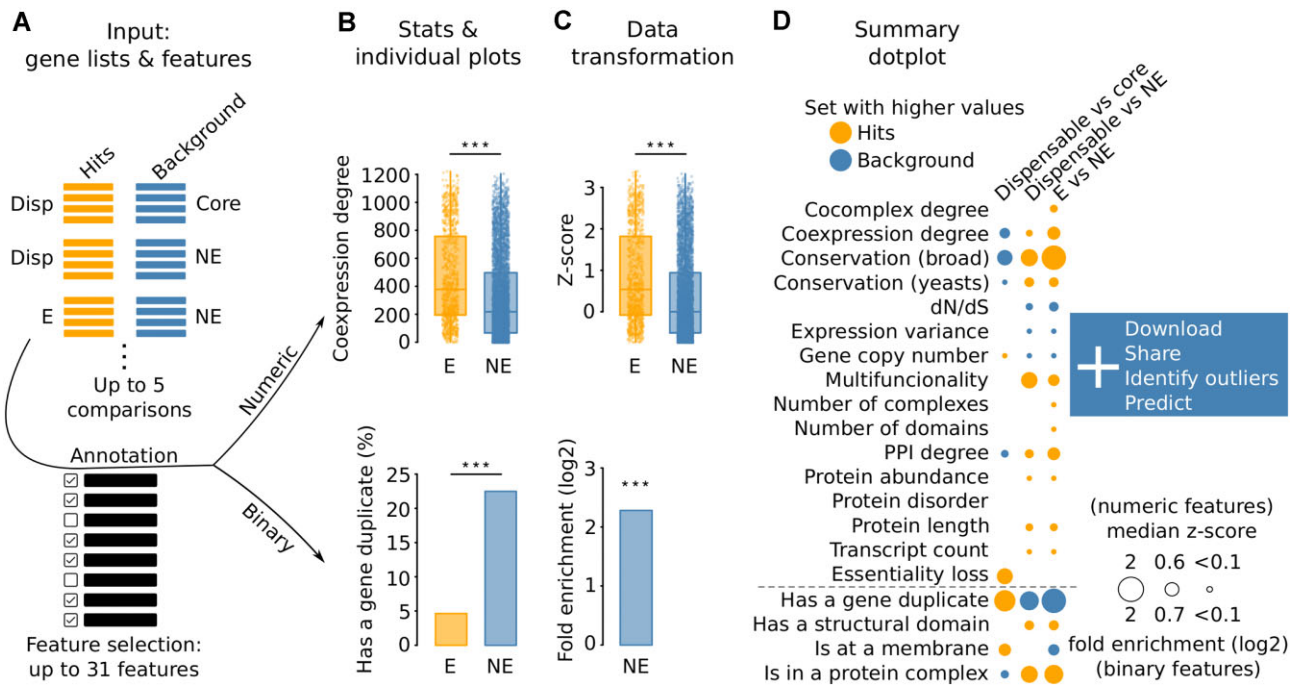 A
Input:
gene lists & features
Hits
Background
Disp
Core
Disp
NE
E
NE
Up to 5
comparisons
Annotation
Feature selection:
up to 31 features
Numeric
Binary
B
Stats &
individual plots
***
Coexpression degree
1200
1000
800
600
400
200
0
E
NE
***
Has a gene duplicate (%)
25
20
15
10
5
0
E
NE
C
Data
transformation
***
Z-score
3
2
1
0
E
NE
Fold enrichment (log2)
3
2
1
0
***
NE
D
Summary
dotplot
Set with higher values
Hits
Background
Dispensable vs core
Dispensable vs NE
E vs NE
Cocomplex degree
Coexpression degree
Conservation (broad)
Conservation (yeasts)
dN/dS
Expression variance
Gene copy number
Multifuncionality
Number of complexes
Number of domains
PPI degree
Protein abundance
Protein disorder
Protein length
Transcript count
Essentiality loss
Has a gene duplicate
Has a structural domain
Is at a membrane
Is in a protein complex
+
Download
Share
Identify outliers
Predict
(numeric features)
median z-score
2 0.6 <0.1
2 0.7 <0.1
fold enrichment (log2)
(binary features)